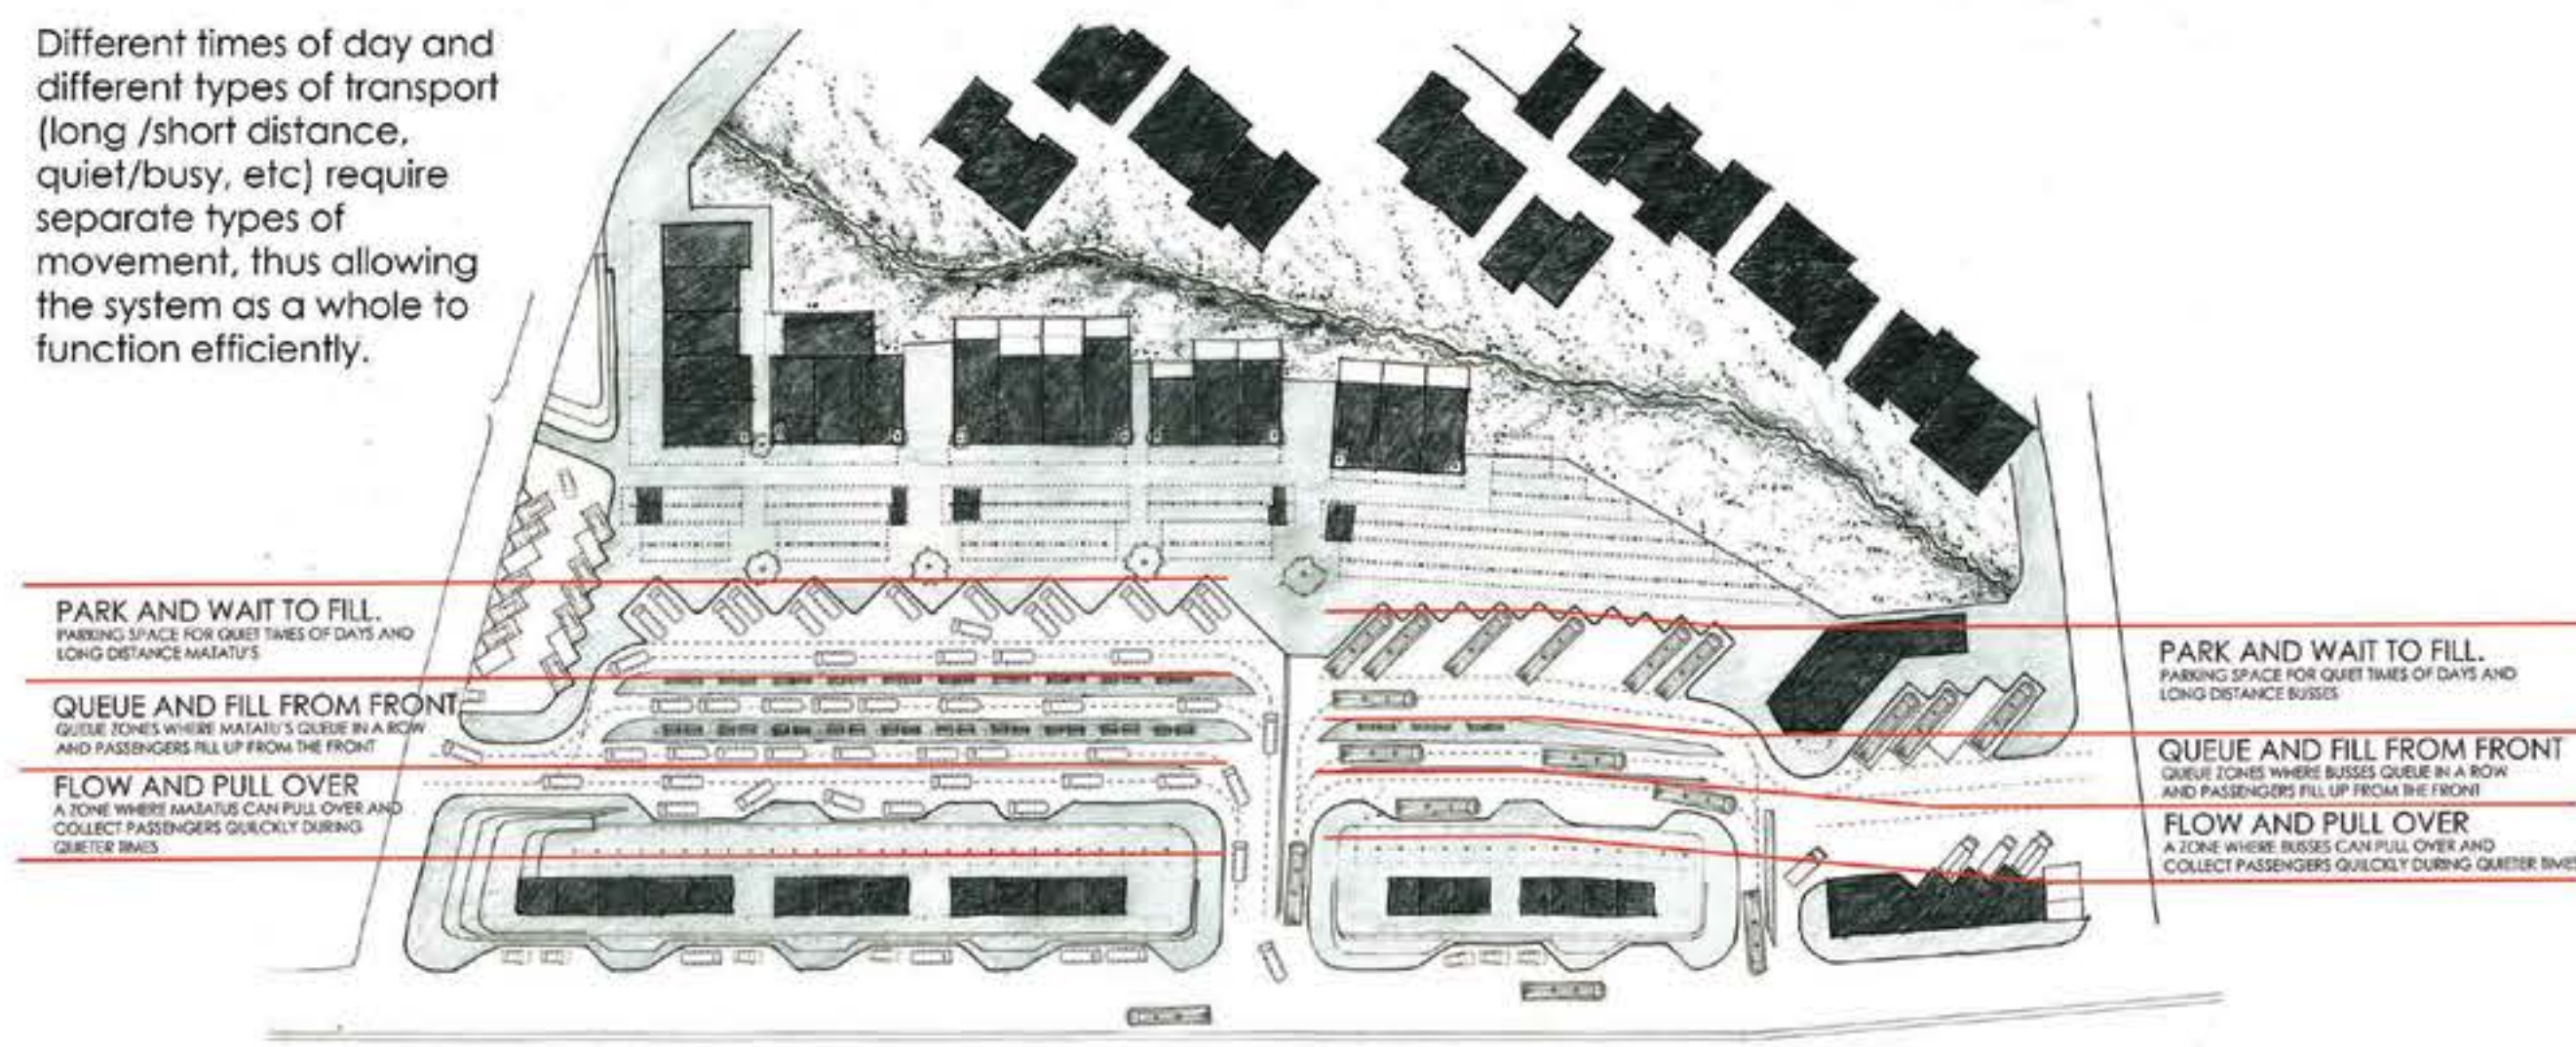 Different times of day and
different types of transport
(long /short distance,
quiet/busy, etc) require
separate types of
movement, thus allowing
the system as a whole to
function efficiently.
PARK AND WAIT TO FILL.
PARKING SPACE FOR QUIET TIMES OF DAYS AND
LONG DISTANCE MATATU'S
QUEUE AND FILL FROM FRONT
QUEUE ZONES WHERE MATATU'S QUEUE IN A ROW
AND PASSENGERS FILL UP FROM THE FRONT
FLOW AND PULL OVER
A ZONE WHERE MATATUS CAN PULL OVER AND
COLLECT PASSENGERS QUILCKLY DURING
QUIETER TIMES
PARK AND WAIT TO FILL.
PARKING SPACE FOR QUIET TIMES OF DAYS AND
LONG DISTANCE BUSSES
QUEUE AND FILL FROM FRONT
QUEUE ZONES WHERE BUSSES QUEUE IN A ROW
AND PASSENGERS FILL UP FROM THE FRONT
FLOW AND PULL OVER
A ZONE WHERE BUSSES CAN PULL OVER AND
COLLECT PASSENGERS QUILCKLY DURING QUIETER TIMES